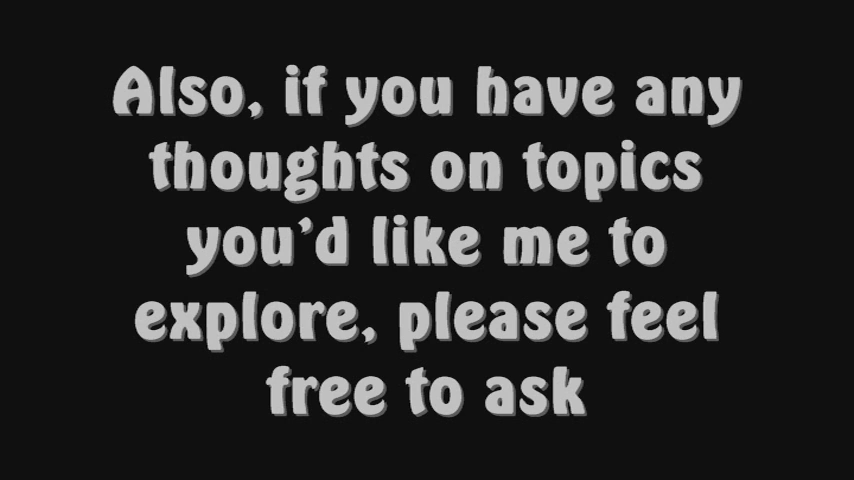 Also, if you have any
thoughts on topics
you’d like me to
explore, please feel
free to ask